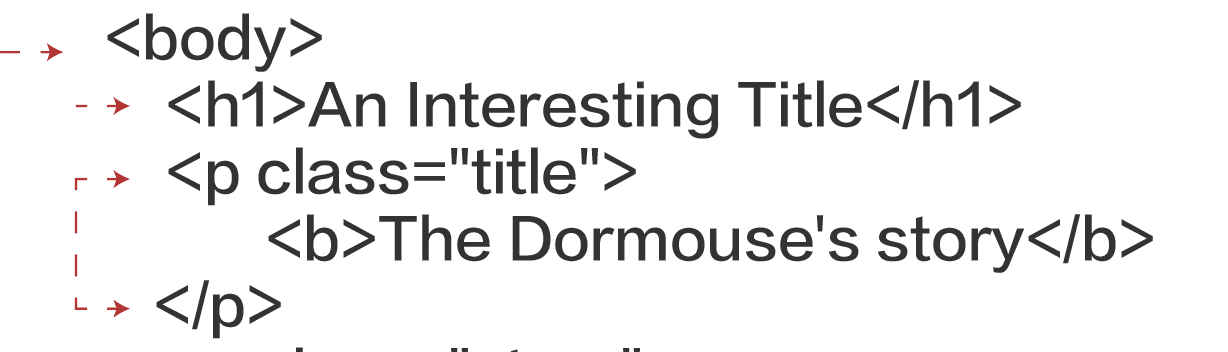 <body>
<h1>An Interesting Title</h1>
<p class="title">
<b>The Dormouse's story</b>
</p>